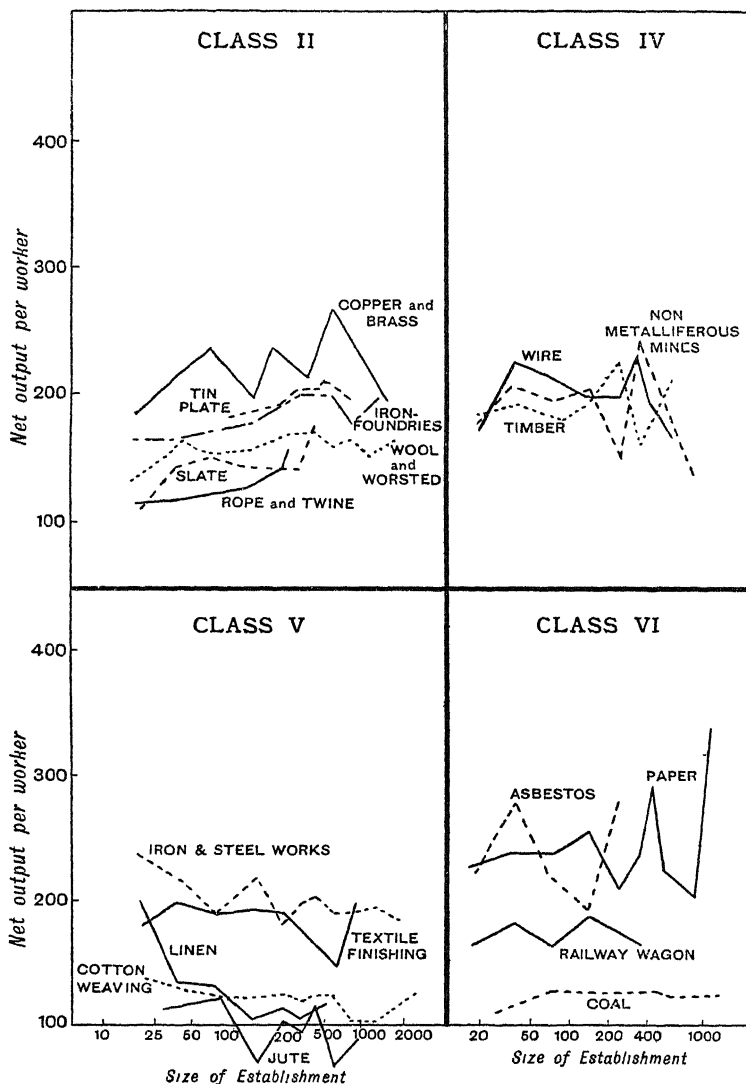 CLASS II
400
300
200
100
Net output per worker
COPPER and
BRASS
TIN
PLATE
IRON-
FOUNDRIES
WOOL
and
WORSTED
SLATE
ROPE and TWINE
CLASS IV
NON
METALLIFEROUS
MINES
WIRE
TIMBER
CLASS V
400
300
200
100
Net output per worker
IRON & STEEL WORKS
LINEN
TEXTILE
FINISHING
COTTON
WEAVING
JUTE
10 25 50 100 200 500 1000 2000
Size of Establishment
CLASS VI
PAPER
ASBESTOS
RAILWAY WAGON
COAL
20 50 100 200 400 1000
Size of Establishment